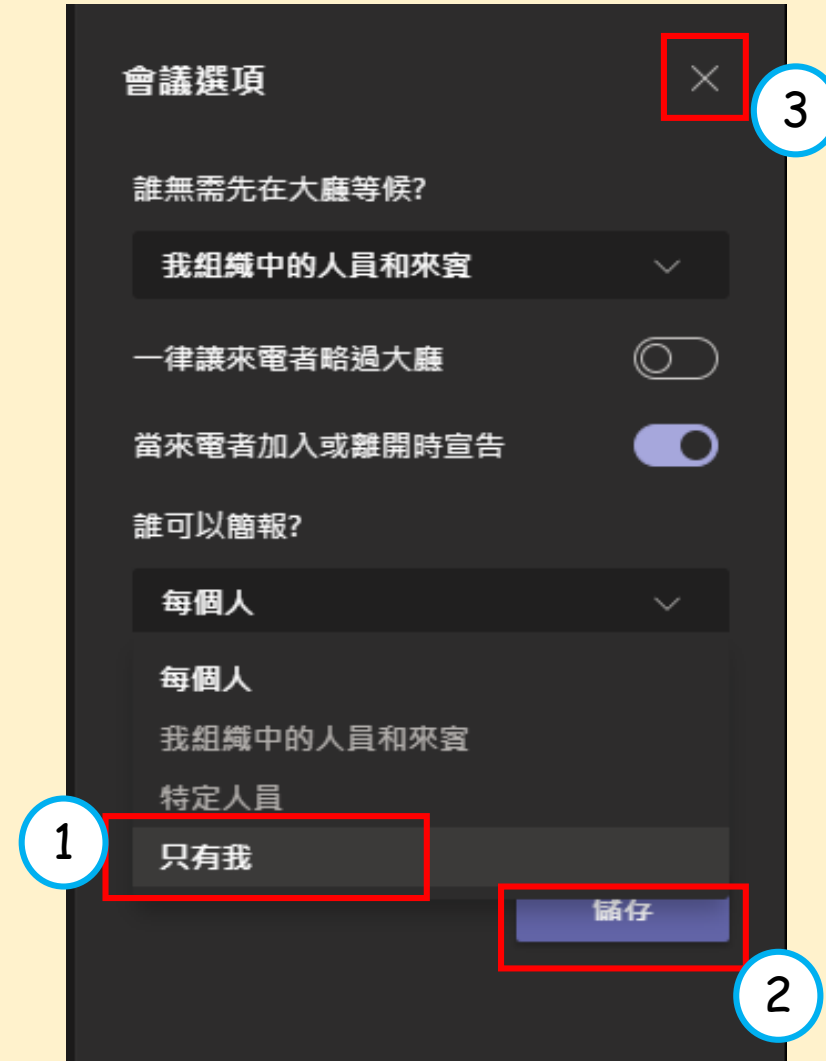 會議選項
3
誰無需先在大廳等候?
我組織中的人員和來賓
一律讓來電者略過大廳
當來電者加入或離開時宣告
誰可以簡報?
每個人
每個人
我組織中的人員和來賓
特定人員
1
只有我
儲存
2